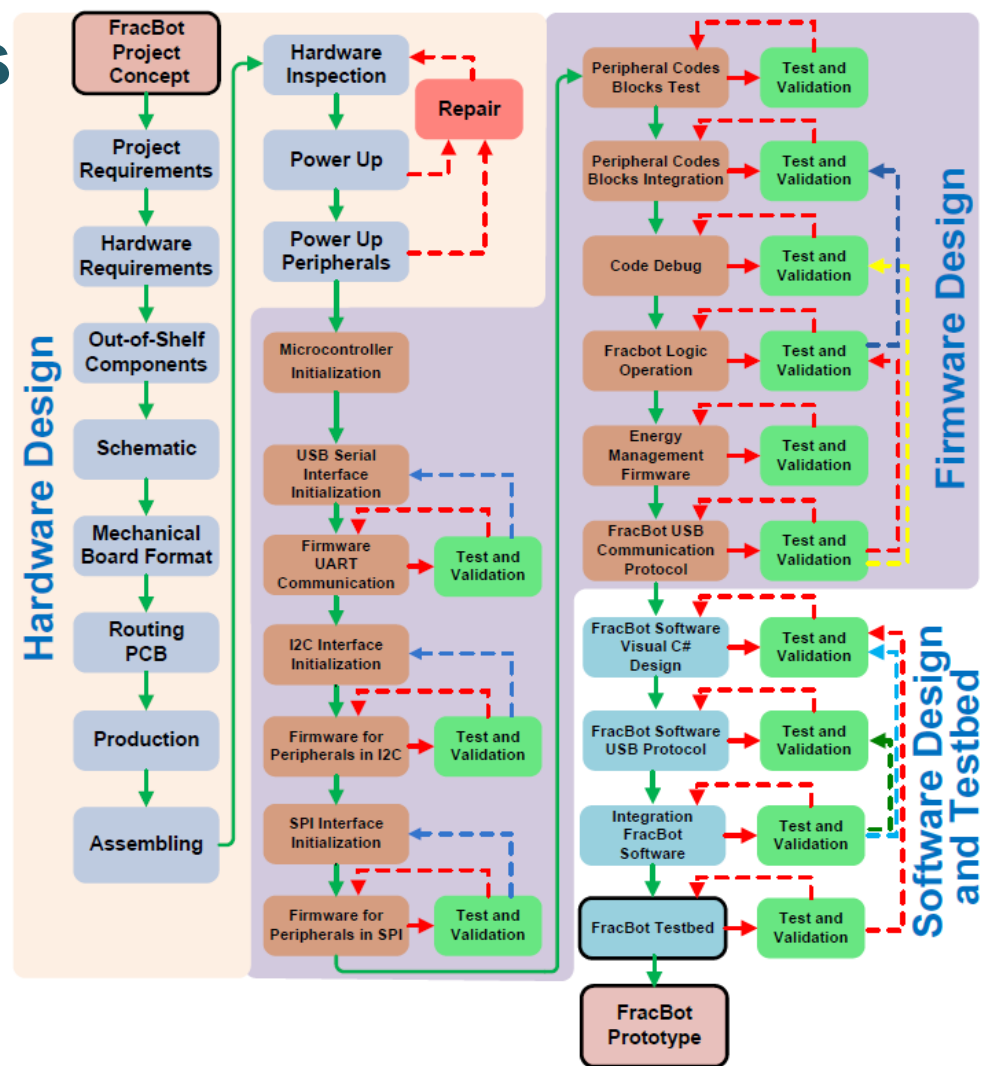 s
FracBot
Project
Concept
Project
Requirements
Hardware
Requirements
Out-of-Shelf
Components
Schematic
Mechanical
Board Format
Routing
PCB
Production
Assembling
Hardware Design
Hardware
Inspection
Repair
Power Up
Power Up
Peripherals
Microcontroller
Initialization
USB Serial
Interface
Initialization
Firmware
UART
Communication
Test and
Validation
I2C Interface
Initialization
Firmware for
Peripherals in I2C
Test and
Validation
SPI Interface
Initialization
Firmware for
Peripherals in SPI
Test and
Validation
Peripheral Codes
Blocks Test
Test and
Validation
Peripheral Codes
Blocks Integration
Test and
Validation
Code Debug
Test and
Validation
Fracbot Logic
Operation
Test and
Validation
Energy
Management
Firmware
Test and
Validation
FracBot USB
Communication
Protocol
Test and
Validation
Firmware Design
FracBot Software
Visual C#
Design
Test and
Validation
FracBot Software
USB Protocol
Test and
Validation
Integration
FracBot
Software
Test and
Validation
FracBot Testbed
Test and
Validation
Software Design
and Testbed
FracBot
Prototype